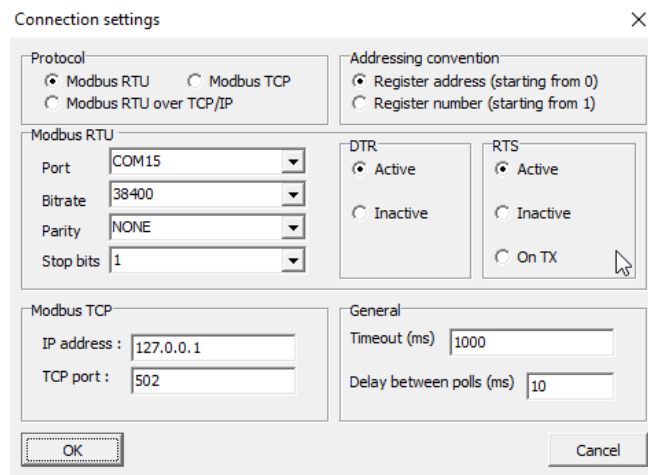 Connection settings
Protocol
Modbus RTU
Modbus TCP
Modbus RTU over TCP/IP
Addressing convention
Register address (starting from 0)
Register number (starting from 1)
Modbus RTU
Port
COM15
Bitrate
38400
Parity
NONE
Stop bits
1
DTR
Active
Inactive
RTS
Active
Inactive
On TX
Modbus TCP
IP address :
127.0.0.1
TCP port :
502
General
Timeout (ms)
1000
Delay between polls (ms)
10
OK
Cancel